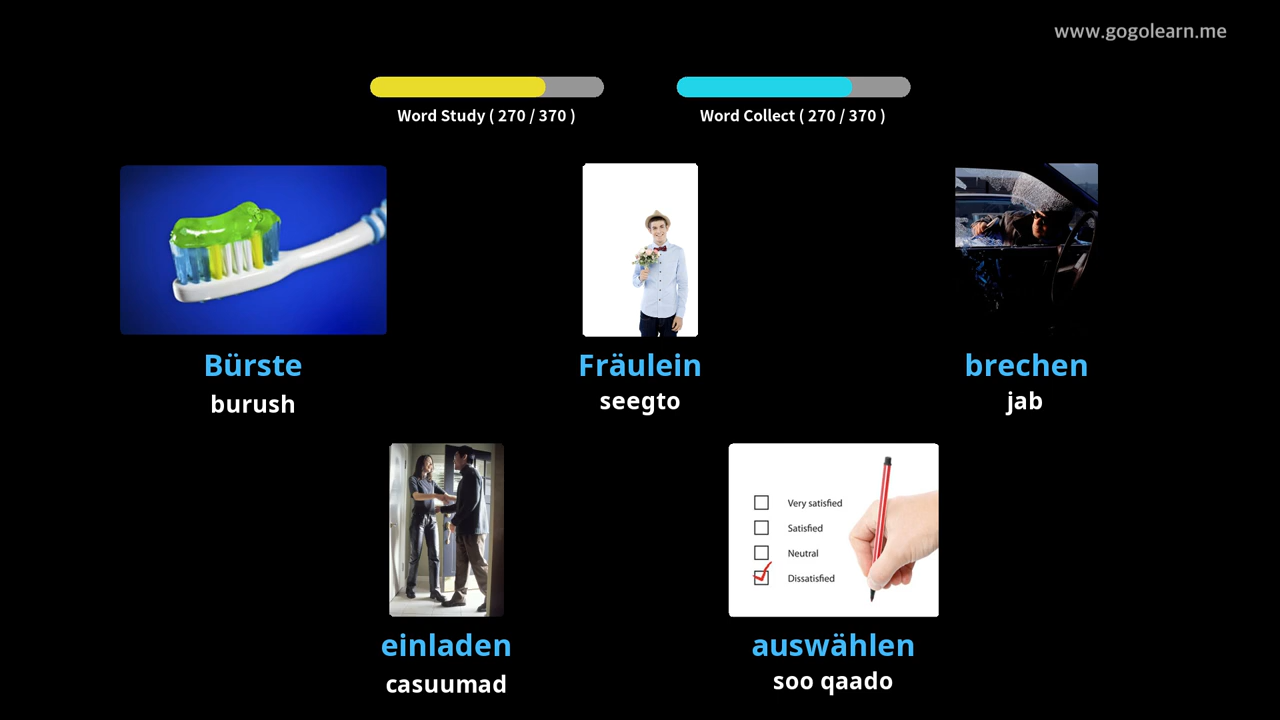 www.gogolearn.me
Word Study ( 270 / 370 )
Word Collect ( 270 / 370 )
Bürste
burush
Fräulein
seegto
brechen
jab
Very satisfied
Satisfied
Neutral
Dissatisfied
einladen
casuumad
auswählen
soo qaado